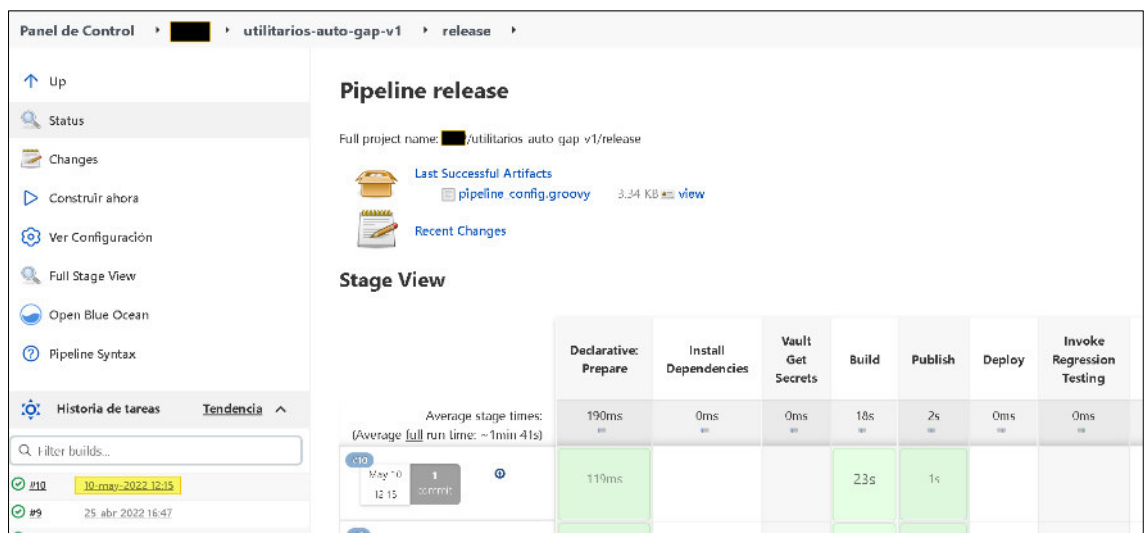 Panel de Control
utilitarios-auto-gap-v1
release
Up
Status
Changes
Construir ahora
Ver Configuración
Full Stage View
Open Blue Ocean
Pipeline Syntax
Historia de tareas Tendencia
Filter builds...
#10 10-may-2022 12:15
#9 25 abr 2022 16:47
Pipeline release
Full project name: /utilitarios auto gap v1/release
Last Successful Artifacts
pipeline_config.groovy 3.34 KB view
Recent Changes
Stage View
Declarative: Prepare
Install Dependencies
Vault Get Secrets
Build
Publish
Deploy
Invoke Regression Testing
Average stage times: 190ms 0ms 0ms 18s 2s 0ms 0ms
(Average full run time: ~1min 41s)
#10
May 10 1 119ms 23s 1s
12 15 commit